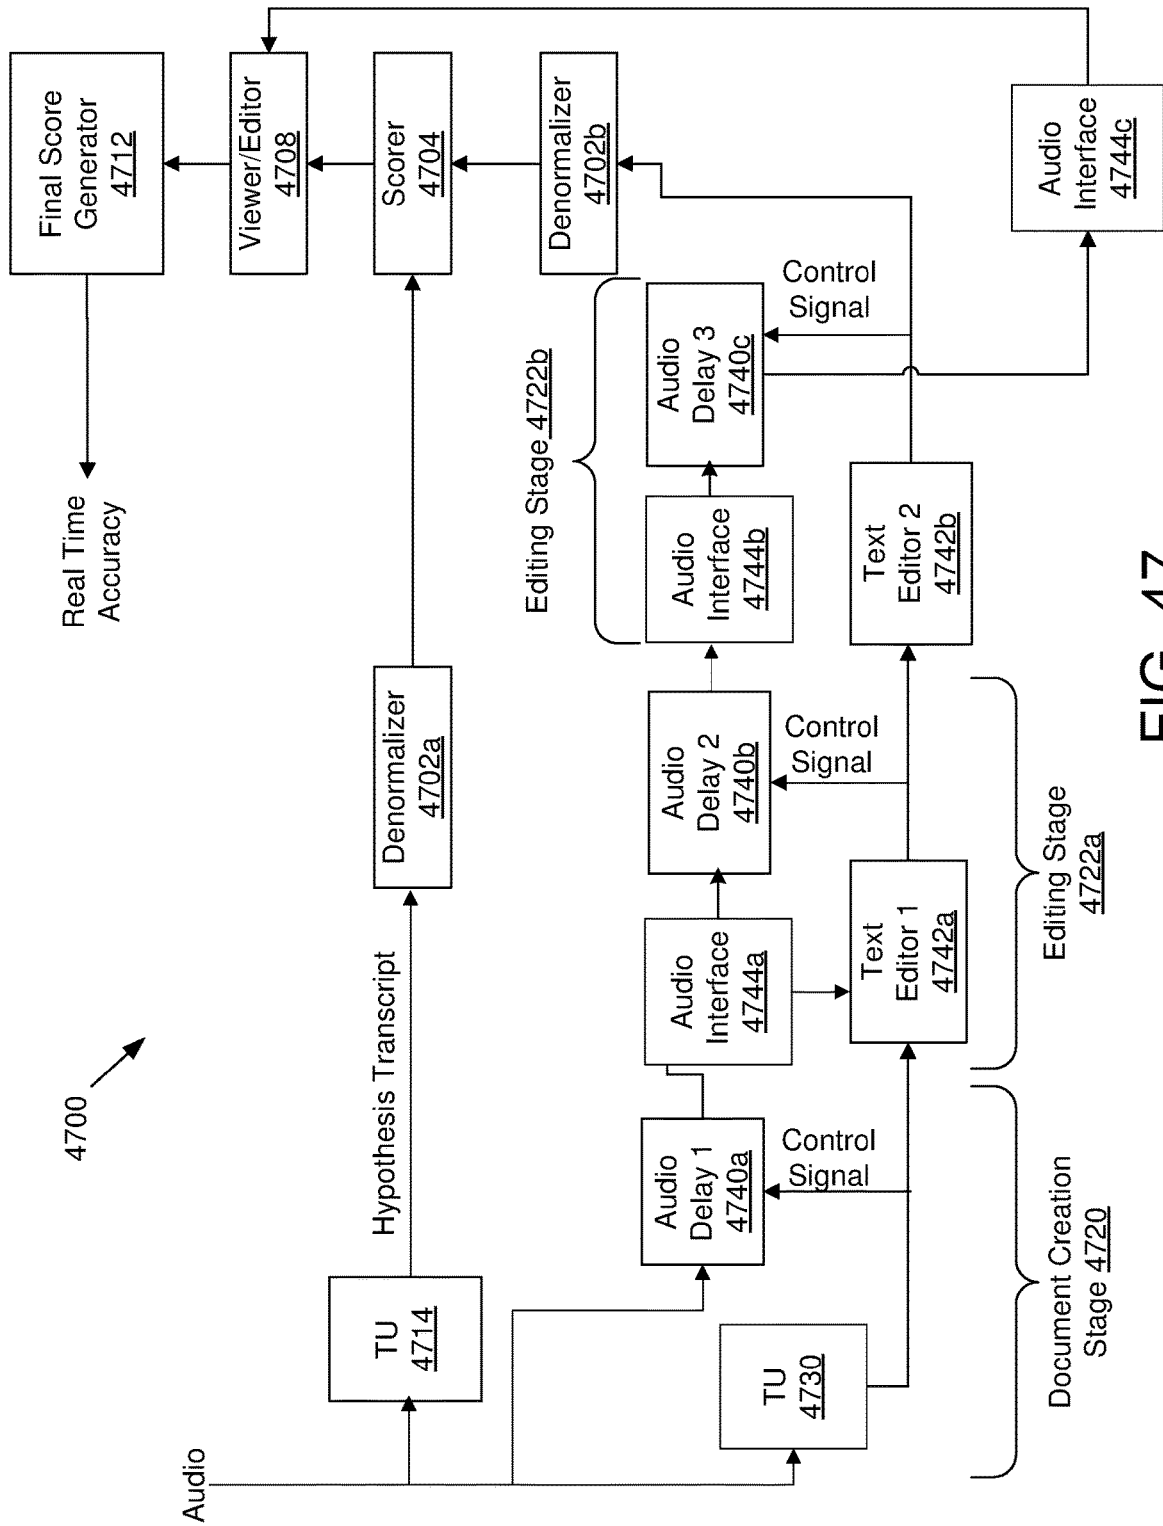 4700
Audio
TU
4714
Hypothesis Transcript
Denormalizer
4702a
Real Time
Accuracy
Final Score
Generator
4712
Viewer/Editor
4708
Scorer
4704
Denormalizer
4702b
Editing Stage 4722b
Audio
Delay 1
4740a
Audio
Interface
4744a
Audio
Delay 2
4740b
Audio
Interface
4744b
Audio
Delay 3
4740c
Control
Signal
Control
Signal
Control
Signal
TU
4730
Text
Editor 1
4742a
Text
Editor 2
4742b
Audio
Interface
4744c
Document Creation
Stage 4720
Editing Stage
4722a
FIG. 47